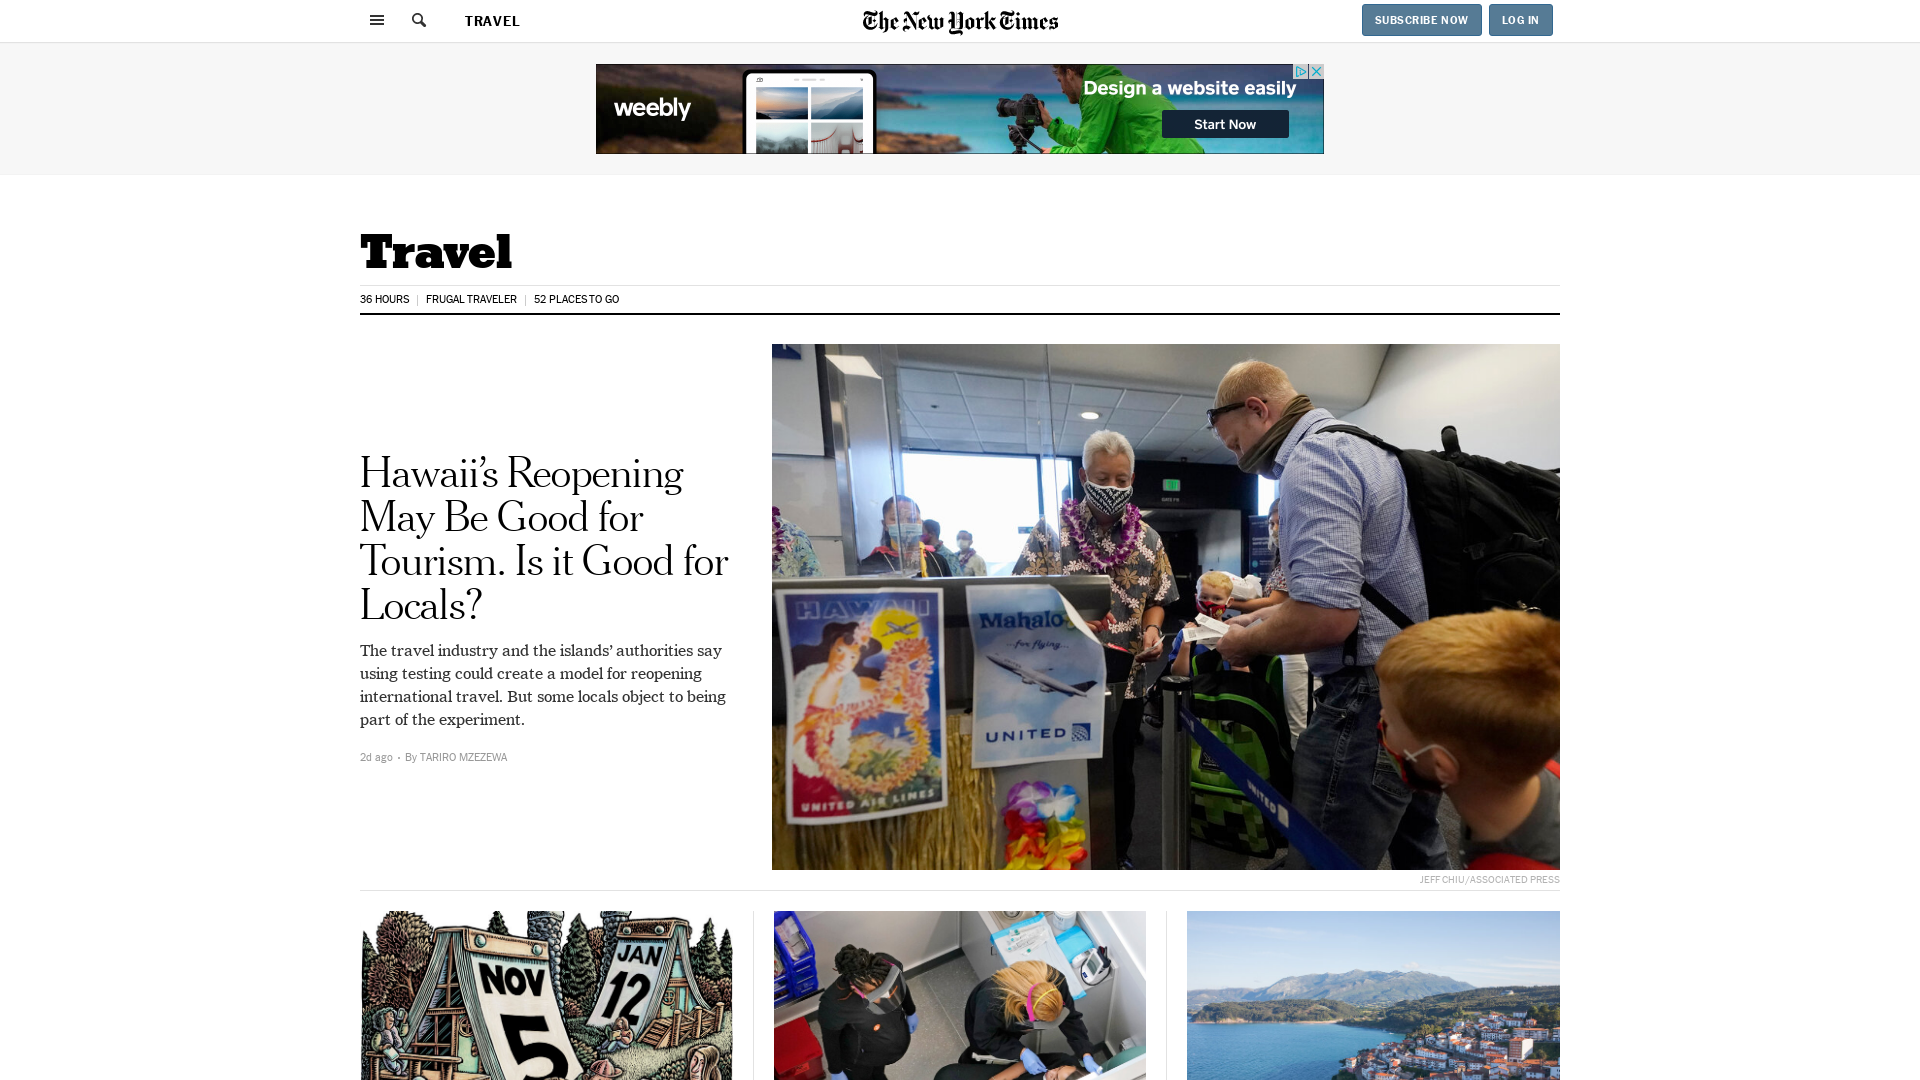 TRAVEL
The New York Times
SUBSCRIBE NOW
LOG IN
weebly
Design a website easily
Start Now
Travel
36 HOURS
FRUGAL TRAVELER
52 PLACES TO GO
Hawaii’s Reopening
May Be Good for
Tourism. Is it Good for
Locals?
The travel industry and the islands’ authorities say
using testing could create a model for reopening
international travel. But some locals object to being
part of the experiment.
2d ago • By TARIRO MZEZEWA
HAWAII
UNITED AIR LINES
Mahalo
...for flying...
UNITED
UNITED
JEFF CHIU/ASSOCIATED PRESS
NOV
5
JAN
12